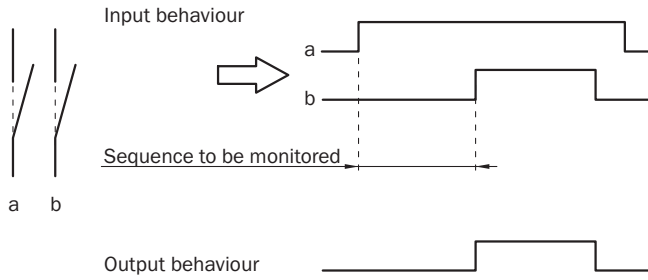 Input behaviour
a
b
Sequence to be monitored
a b
Output behaviour